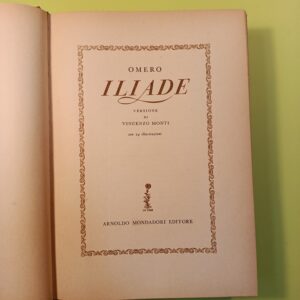 OMERO
ILIADE
VERSIONE
DI
VINCENZO MONTI
con 24 illustrazioni
ARNOLDO MONDADORI EDITORE